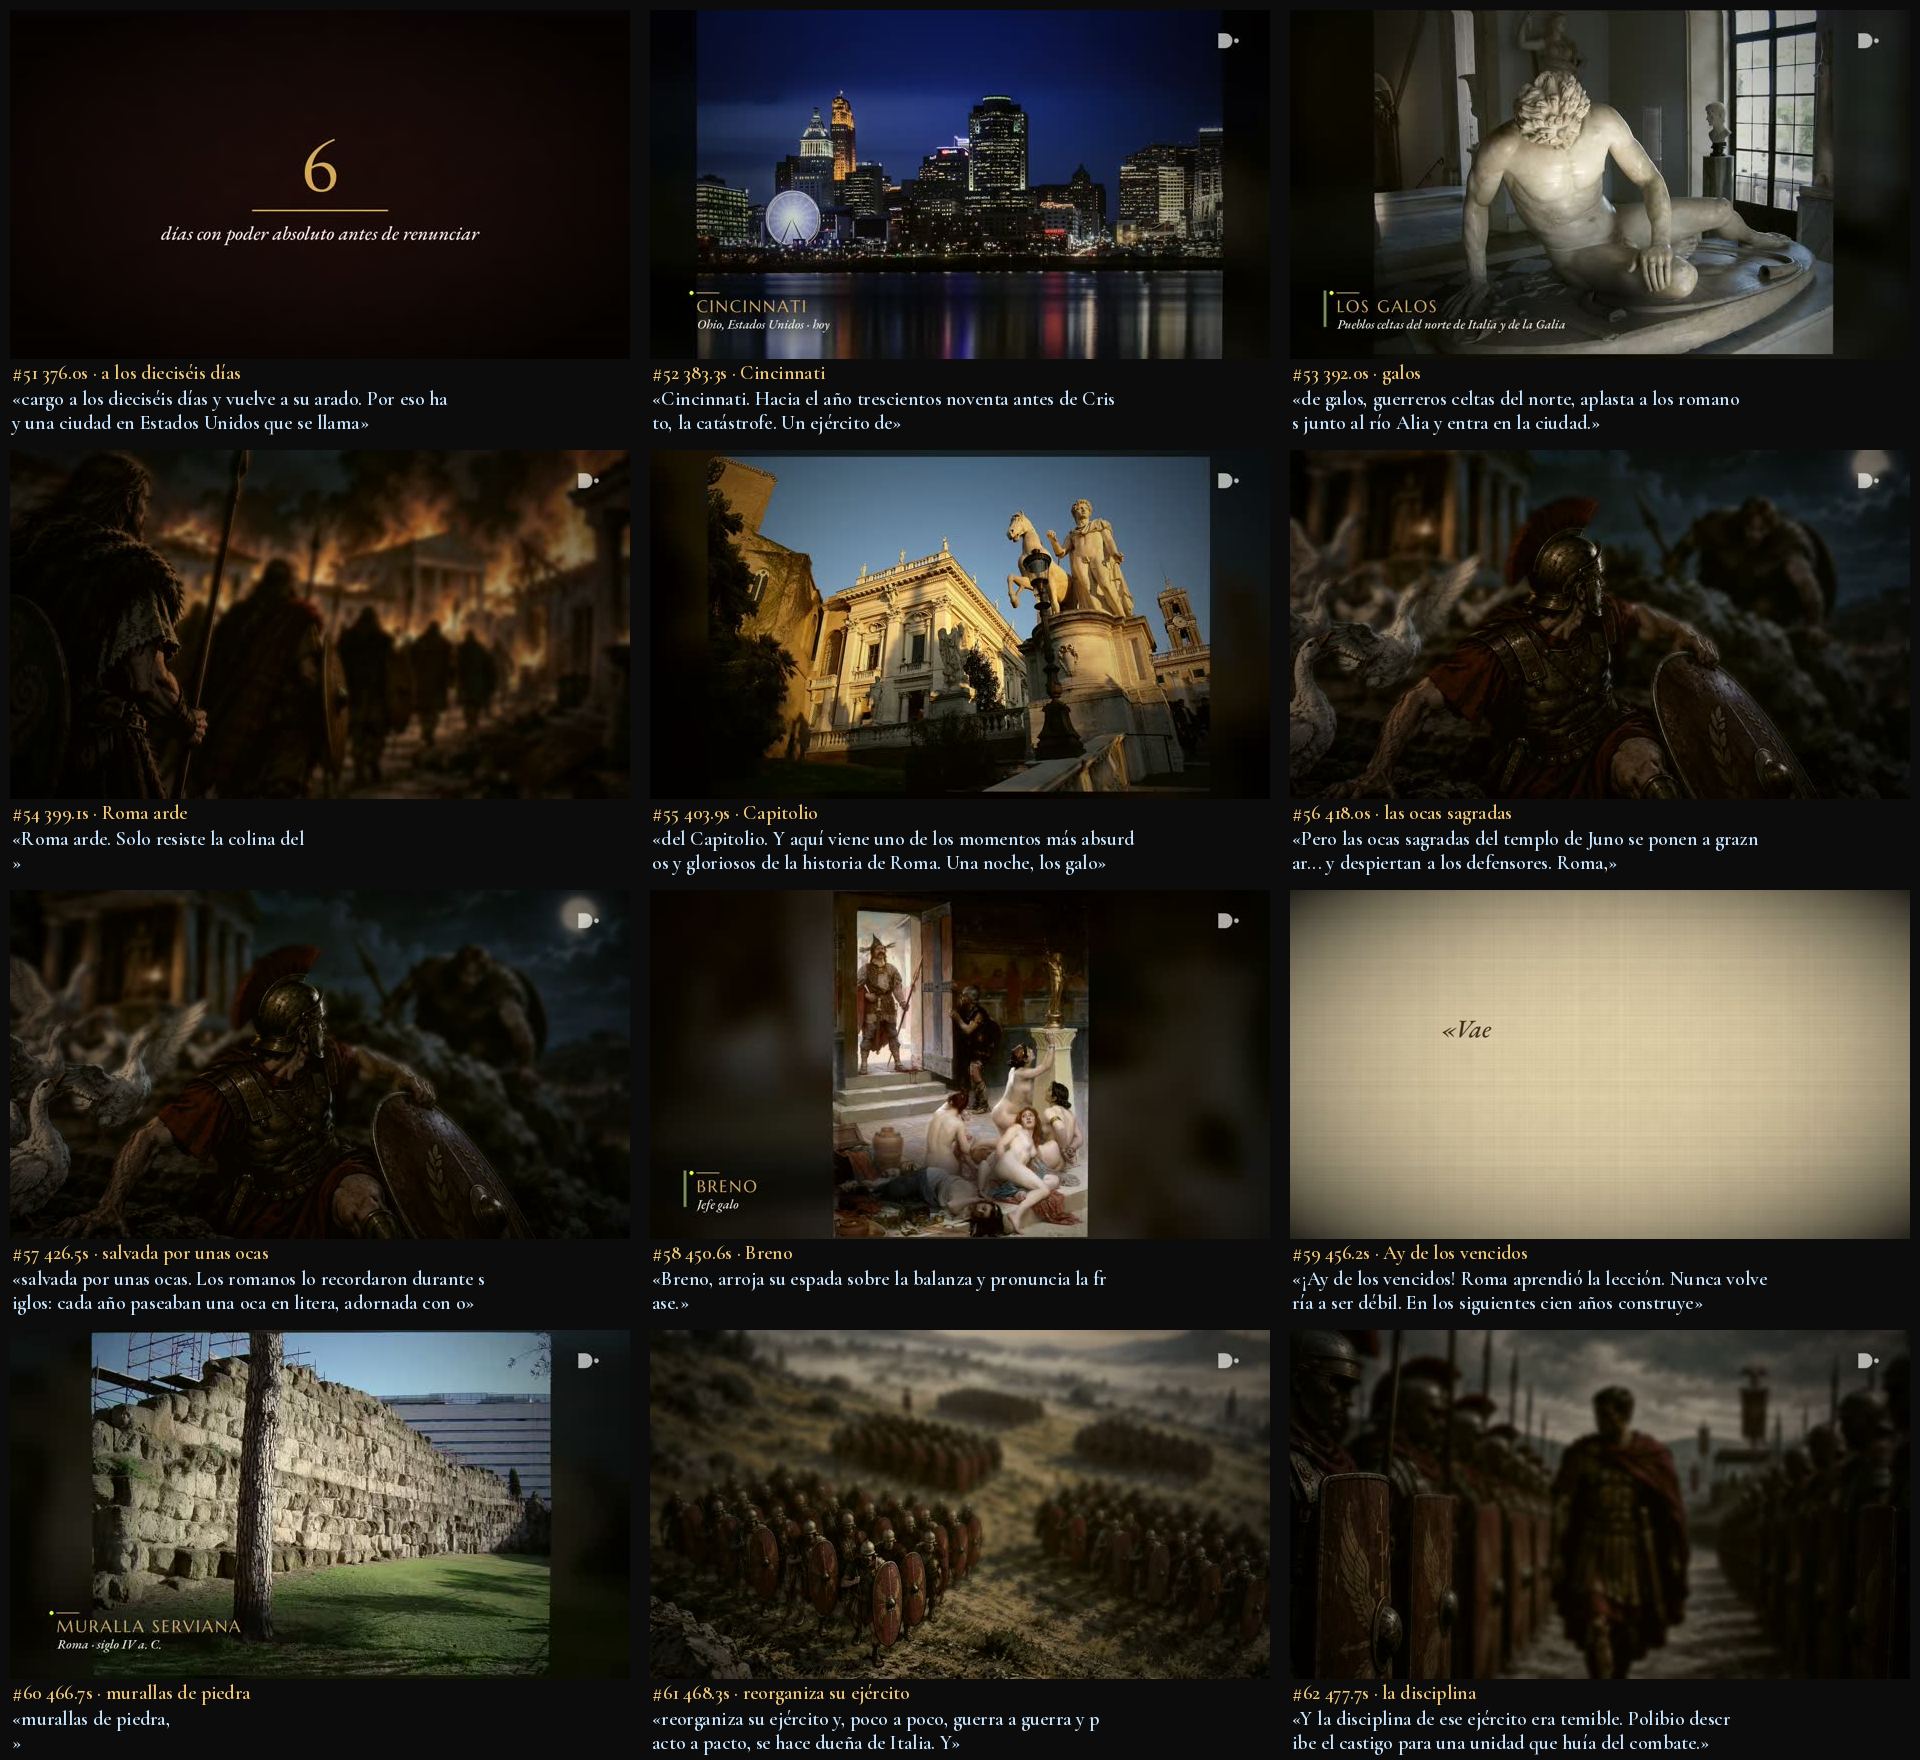 6
días con poder absoluto antes de renunciar
#51 376.0s · a los dieciséis días
«cargo a los dieciséis días y vuelve a su arado. Por eso ha
y una ciudad en Estados Unidos que se llama»
CINCINNATI
Ohio, Estados Unidos · hoy
#52 383.3s · Cincinnati
«Cincinnati. Hacia el año trescientos noventa antes de Cris
to, la catástrofe. Un ejército de»
LOS GALOS
Pueblos celtas del norte de Italia y de la Galia
#53 392.0s · galos
«de galos, guerreros celtas del norte, aplasta a los romano
s junto al río Alia y entra en la ciudad.»
#54 399.1s · Roma arde
«Roma arde. Solo resiste la colina del
»
#55 403.9s · Capitolio
«del Capitolio. Y aquí viene uno de los momentos más absurd
os y gloriosos de la historia de Roma. Una noche, los galo»
#56 418.0s · las ocas sagradas
«Pero las ocas sagradas del templo de Juno se ponen a grazn
ar... y despiertan a los defensores. Roma,»
#57 426.5s · salvada por unas ocas
«salvada por unas ocas. Los romanos lo recordaron durante s
iglos: cada año paseaban una oca en litera, adornada con o»
BRENO
Jefe galo
#58 450.6s · Breno
«Breno, arroja su espada sobre la balanza y pronuncia la fr
ase.»
«Vae
#59 456.2s · Ay de los vencidos
«¡Ay de los vencidos! Roma aprendió la lección. Nunca volve
ría a ser débil. En los siguientes cien años construye»
MURALLA SERVIANA
Roma · siglo IV a. C.
#60 466.7s · murallas de piedra
«murallas de piedra,
»
#61 468.3s · reorganiza su ejército
«reorganiza su ejército y, poco a poco, guerra a guerra y p
acto a pacto, se hace dueña de Italia. Y»
#62 477.7s · la disciplina
«Y la disciplina de ese ejército era temible. Polibio descr
ibe el castigo para una unidad que huía del combate.»